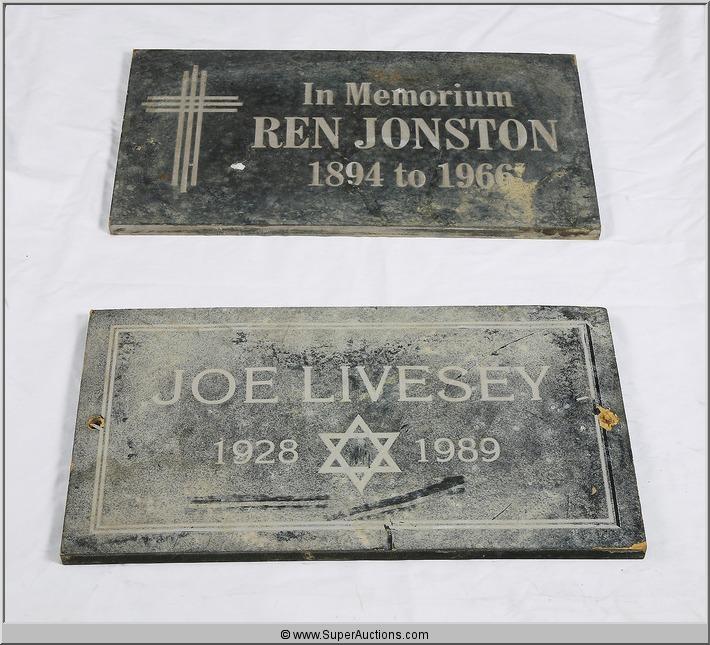 In Memorium
REN JONSTON
1894 to 1966
JOE LIVESEY
1928 1989
© www.SuperAuctions.com